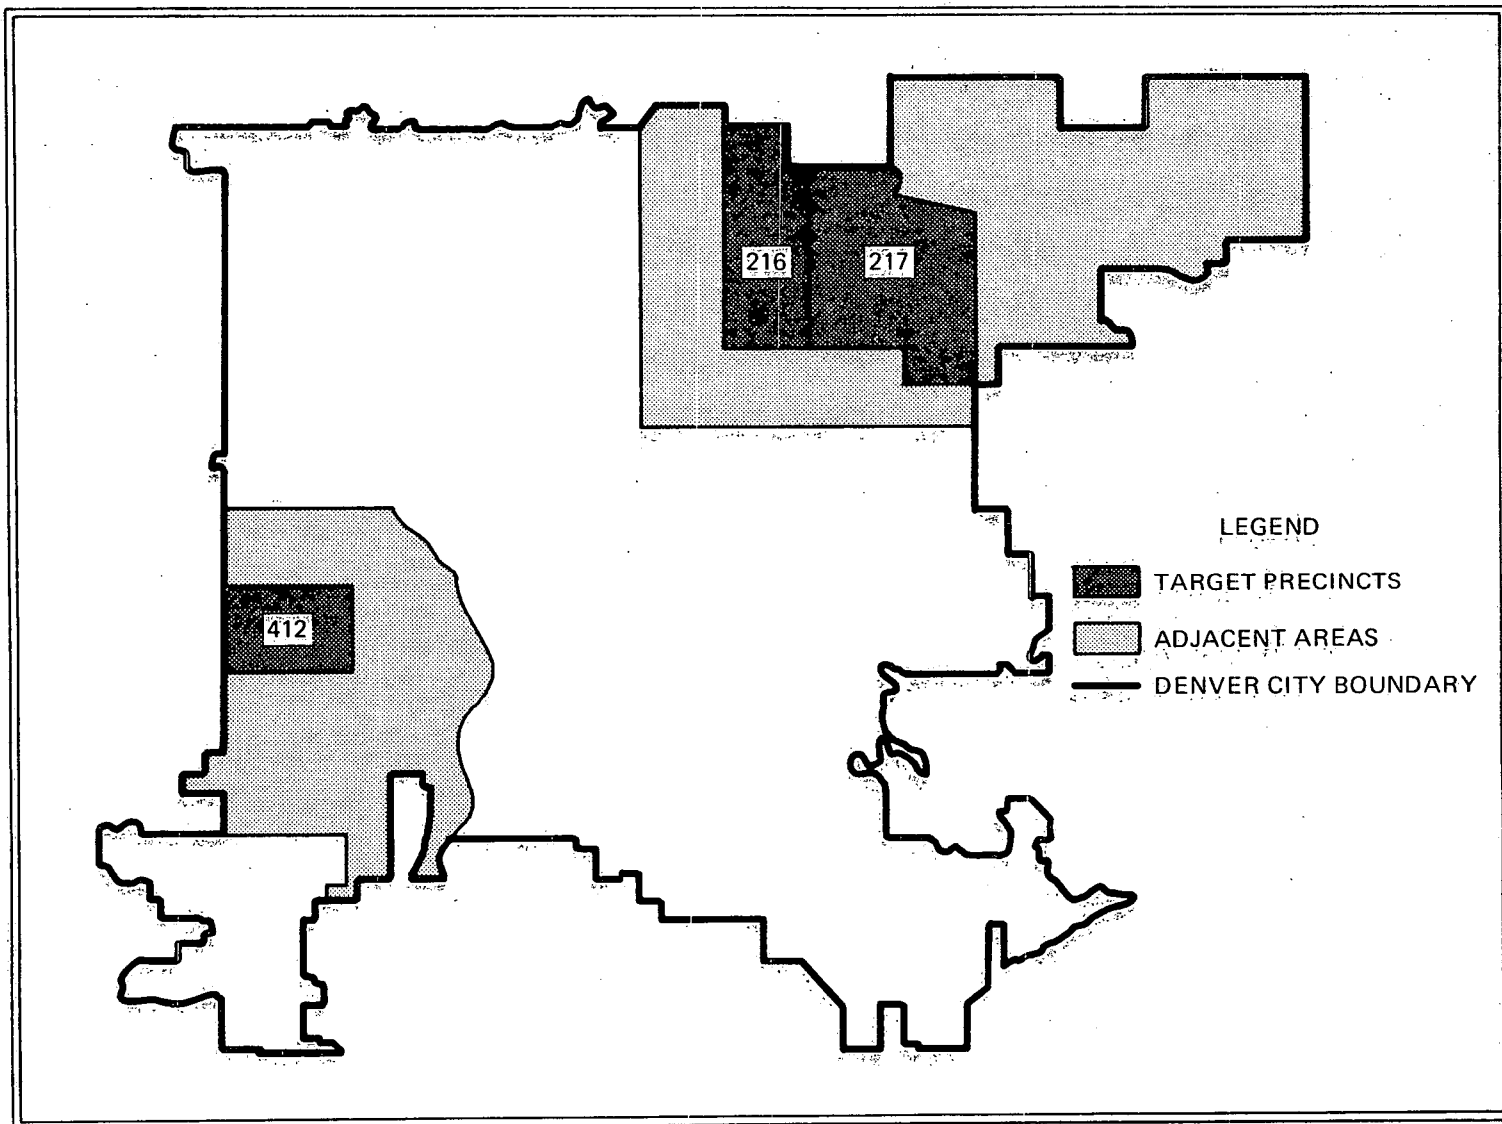 216
217
412
LEGEND
TARGET PRECINCTS
ADJACENT AREAS
DENVER CITY BOUNDARY